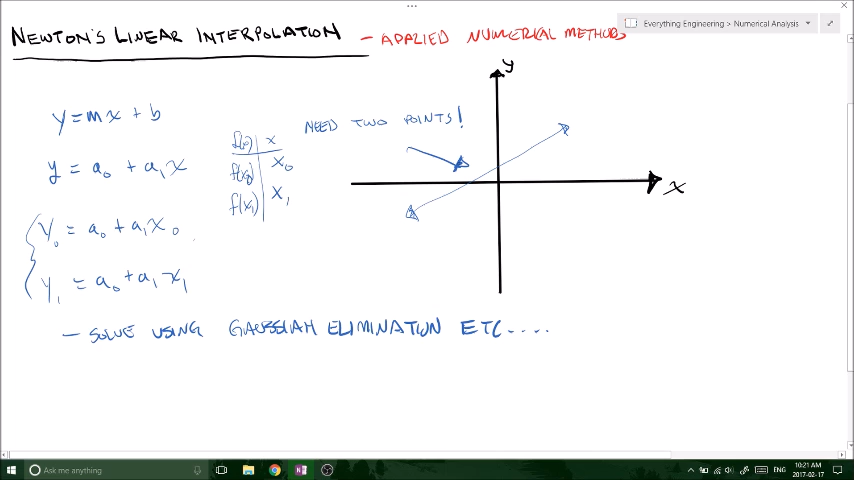 NEWTON'S LINEAR INTERPOLATION - APPLIED NUMERICAL METHODS
Everything Engineering > Numerical Analysis
y
y = mx + b
NEED TWO POINTS!
f(x) x
y = a₀ + a₁x
f(x₀) x₀
f(x₁) x₁
x
y₀ = a₀ + a₁x₀
y₁ = a₀ + a₁x₁
- SOLVE USING GAUSSIAN ELIMINATION ETC.....
Ask me anything
ENG
10:21 AM
2017-02-17